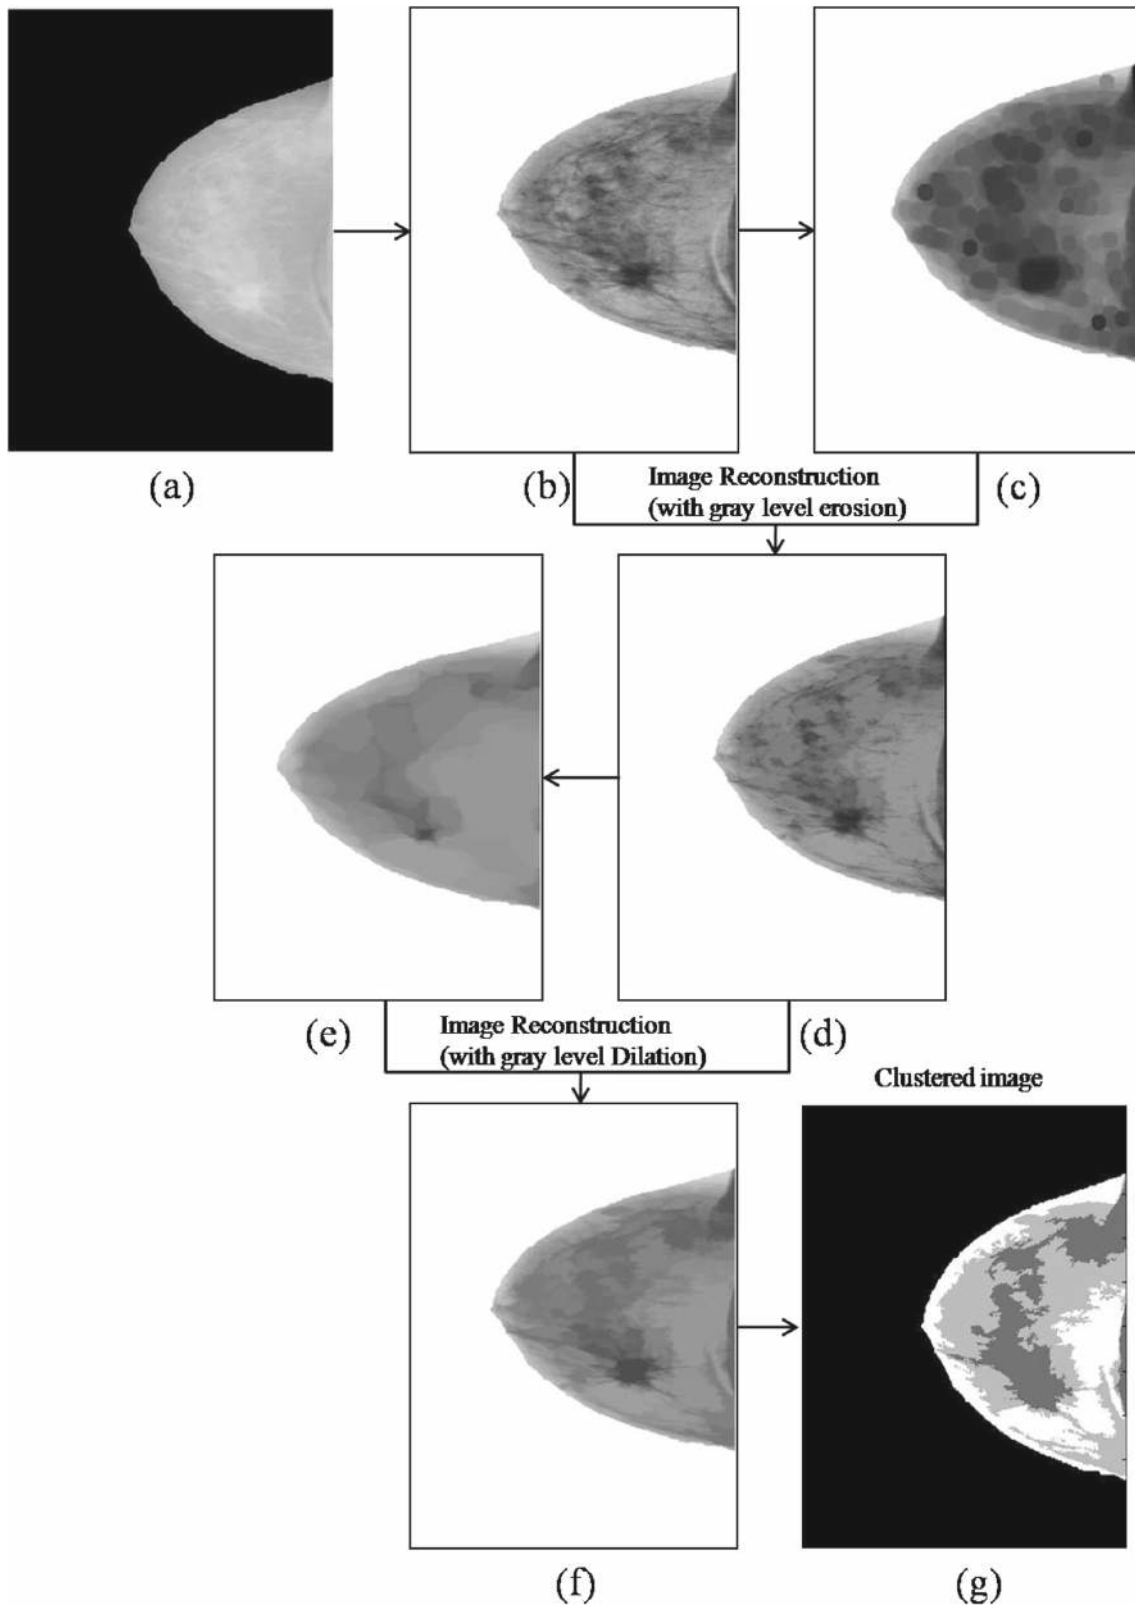 (a)
(b)
Image Reconstruction
(with gray level erosion)
(c)
(e)
Image Reconstruction
(with gray level Dilation)
(d)
Clustered image
(f)
(g)